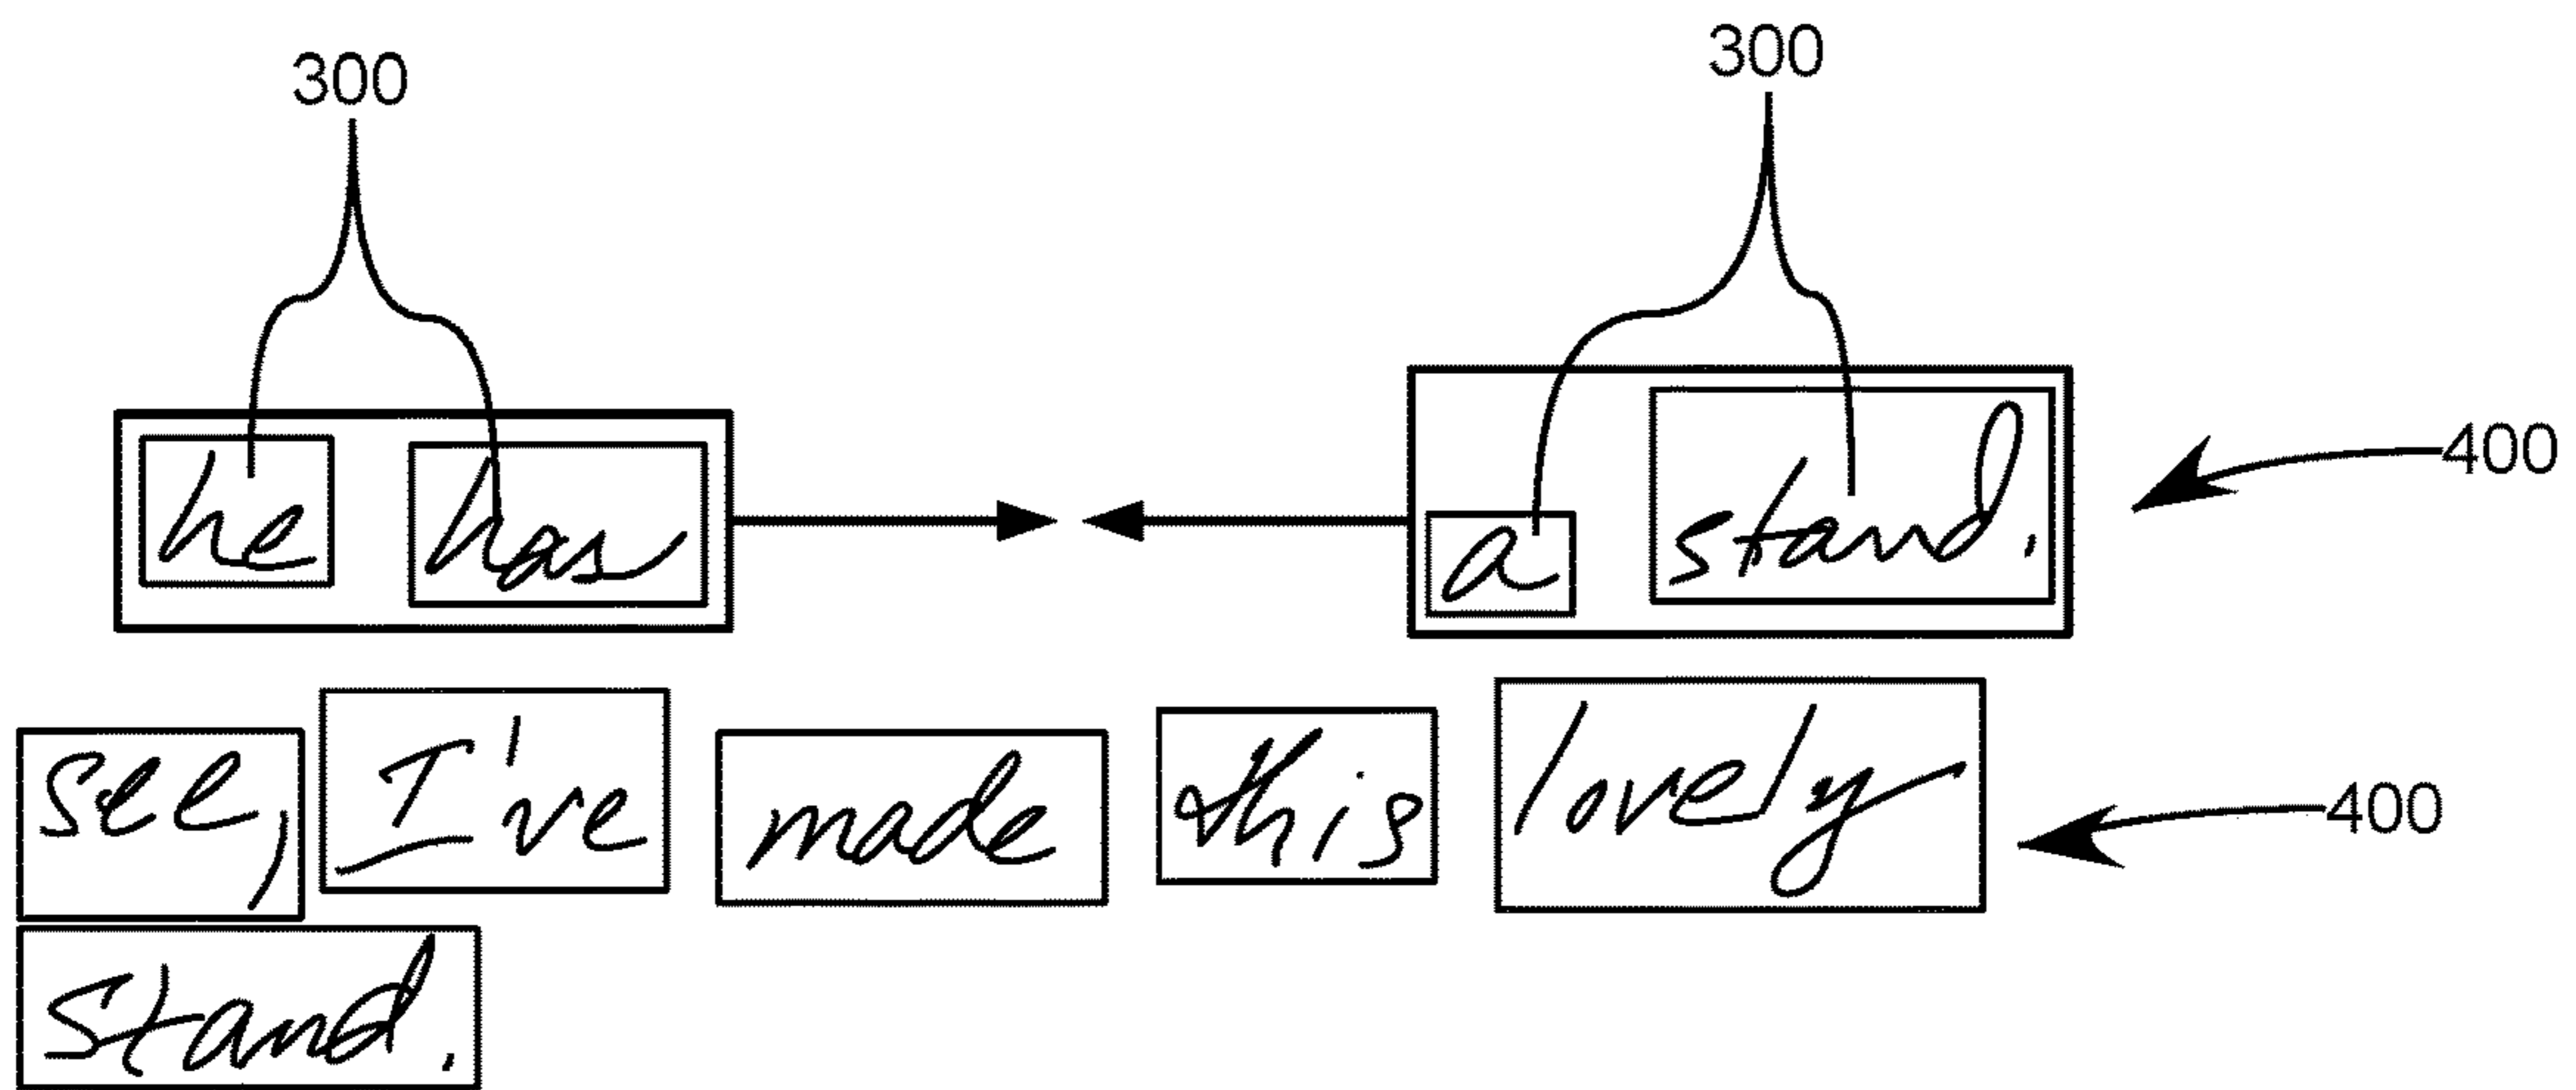 300 300
he has a stand. 400
see, I've made this lovely 400
stand.